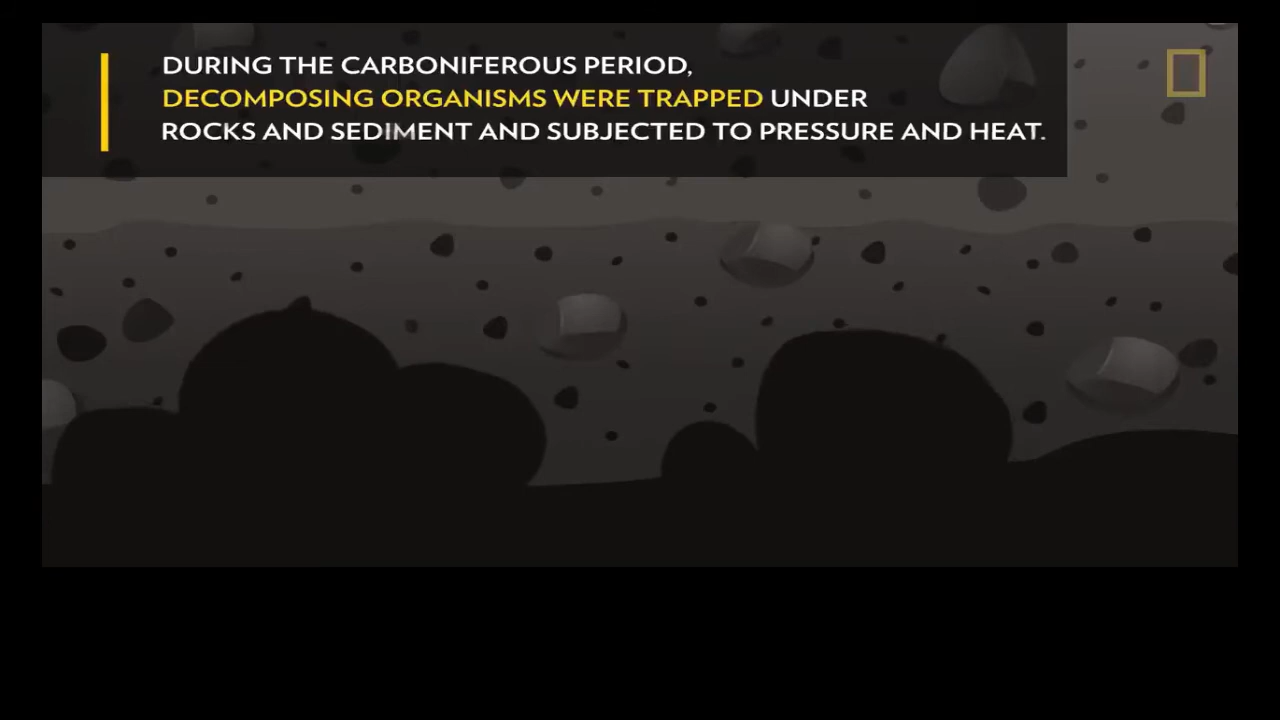 DURING THE CARBONIFEROUS PERIOD,
DECOMPOSING ORGANISMS WERE TRAPPED UNDER
ROCKS AND SEDIMENT AND SUBJECTED TO PRESSURE AND HEAT.